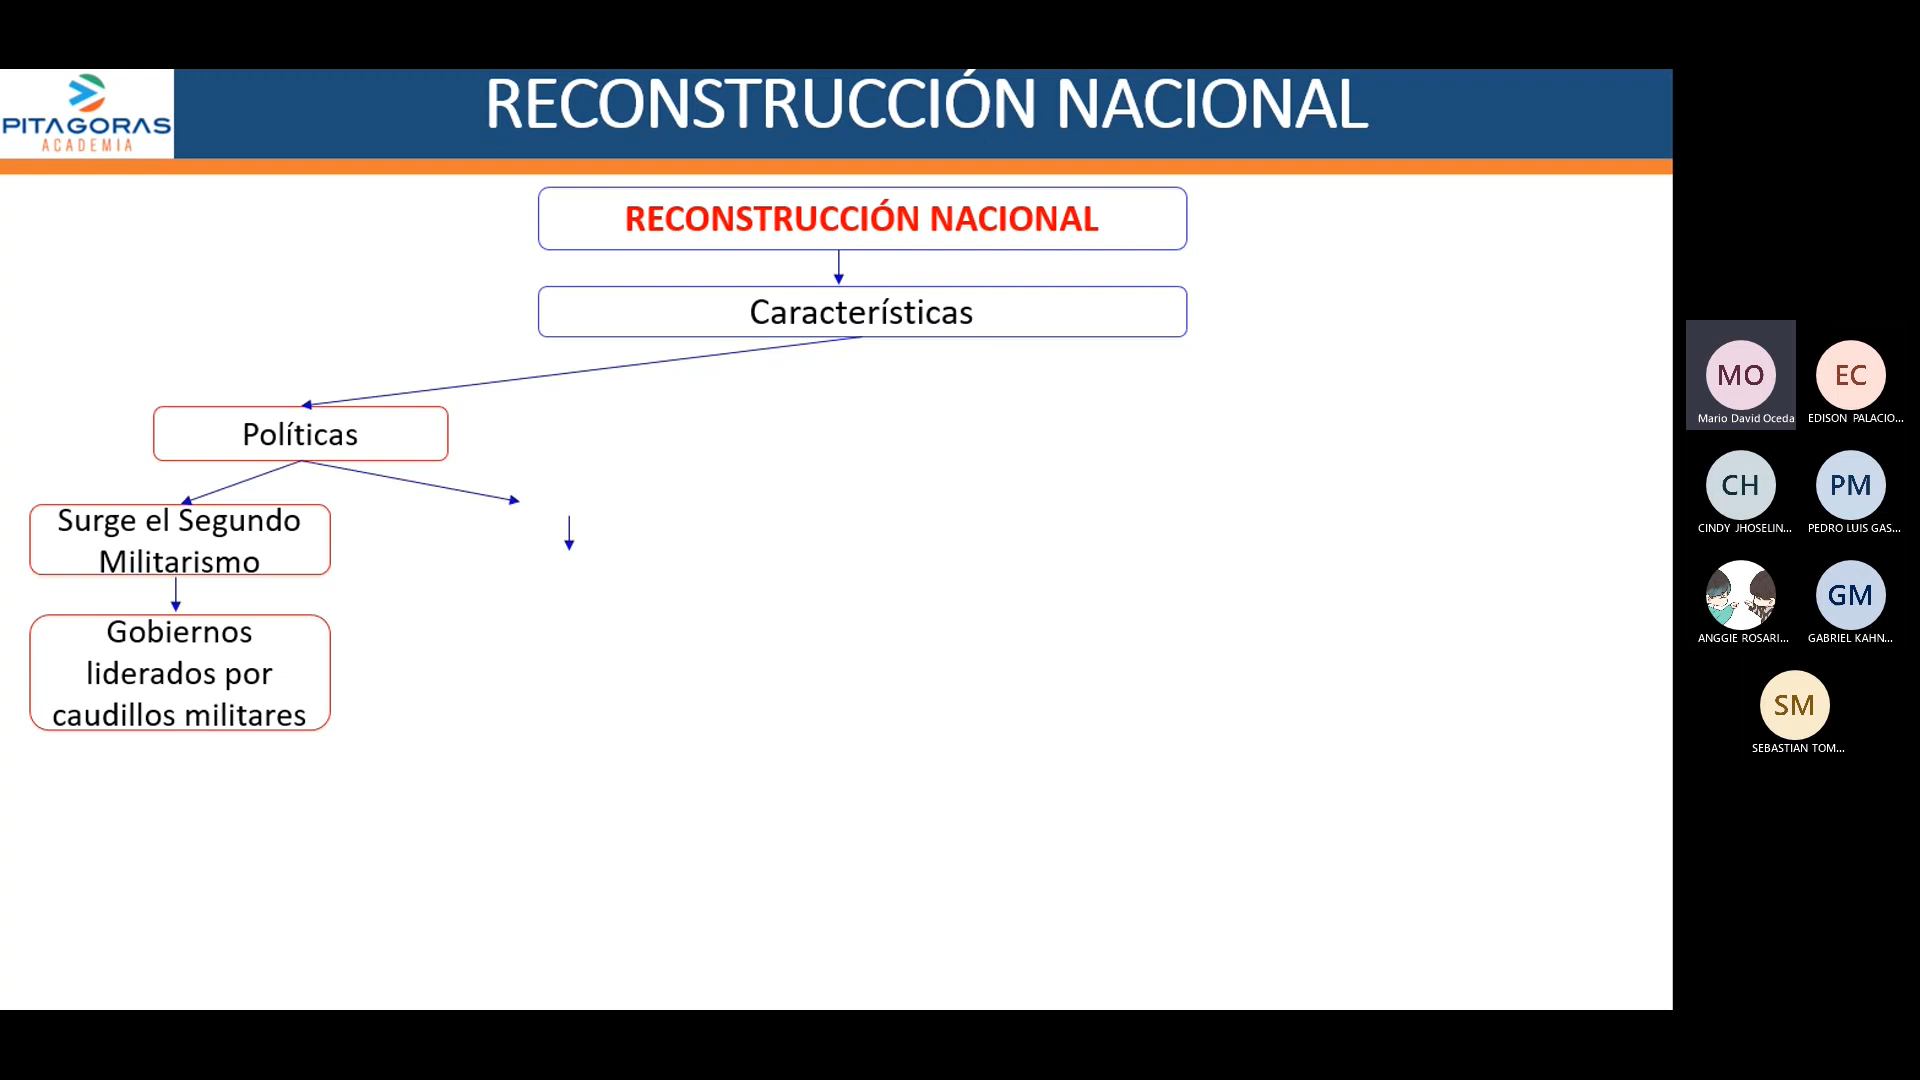 PITAGORAS
ACADEMIA
RECONSTRUCCIÓN NACIONAL
RECONSTRUCCIÓN NACIONAL
Características
Políticas
Surge el Segundo
Militarismo
Gobiernos
liderados por
caudillos militares
MO
Mario David Oceda
EC
EDISON PALACIO...
CH
CINDY JHOSELIN...
PM
PEDRO LUIS GAS...
ANGGIE ROSARI...
GM
GABRIEL KAHN...
SM
SEBASTIAN TOM...